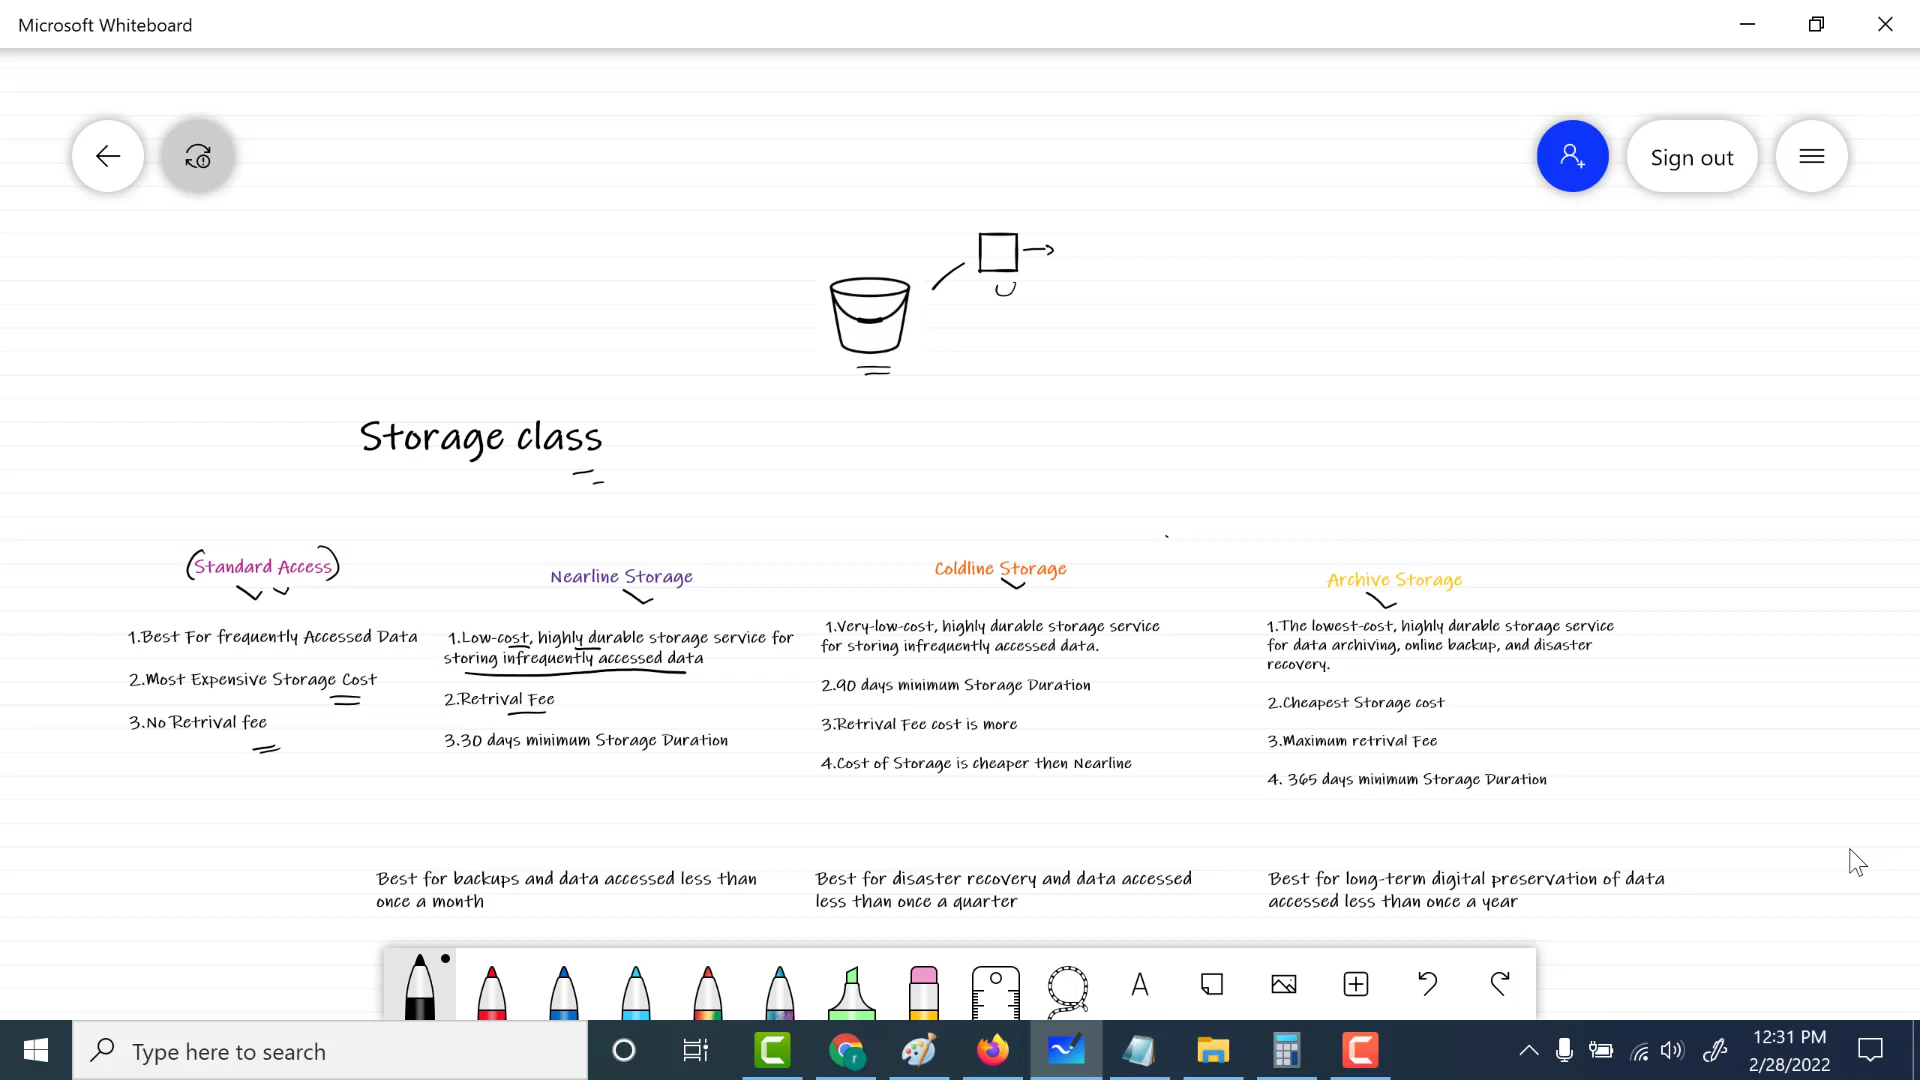 Microsoft Whiteboard
Sign out
Storage class
Standard Access
1.Best For frequently Accessed Data
2.Most Expensive Storage Cost
3.No Retrival fee
Nearline Storage
1.Low-cost, highly durable storage service for
storing infrequently accessed data
2.Retrival Fee
3.30 days minimum Storage Duration
Best for backups and data accessed less than
once a month
Coldline Storage
1.Very-low-cost, highly durable storage service
for storing infrequently accessed data.
2.90 days minimum Storage Duration
3.Retrival Fee cost is more
4.Cost of Storage is cheaper then Nearline
Best for disaster recovery and data accessed
less than once a quarter
Archive Storage
1.The lowest-cost, highly durable storage service
for data archiving, online backup, and disaster
recovery.
2.Cheapest Storage cost
3.Maximum retrival Fee
4. 365 days minimum Storage Duration
Best for long-term digital preservation of data
accessed less than once a year
A
Type here to search
12:31 PM
2/28/2022